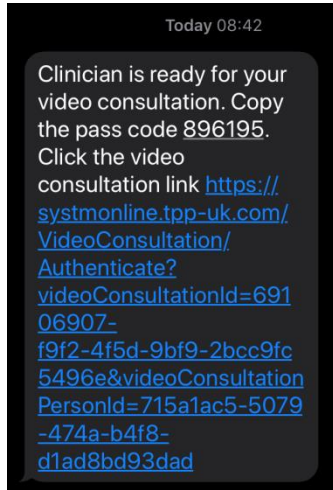 Today 08:42
Clinician is ready for your
video consultation. Copy
the pass code 896195.
Click the video
consultation link https://
systmonline.tpp-uk.com/
VideoConsultation/
Authenticate?
videoConsultationId=691
06907-
f9f2-4f5d-9bf9-2bcc9fc
5496e&videoConsultation
PersonId=715a1ac5-5079
-474a-b4f8-
d1ad8bd93dad